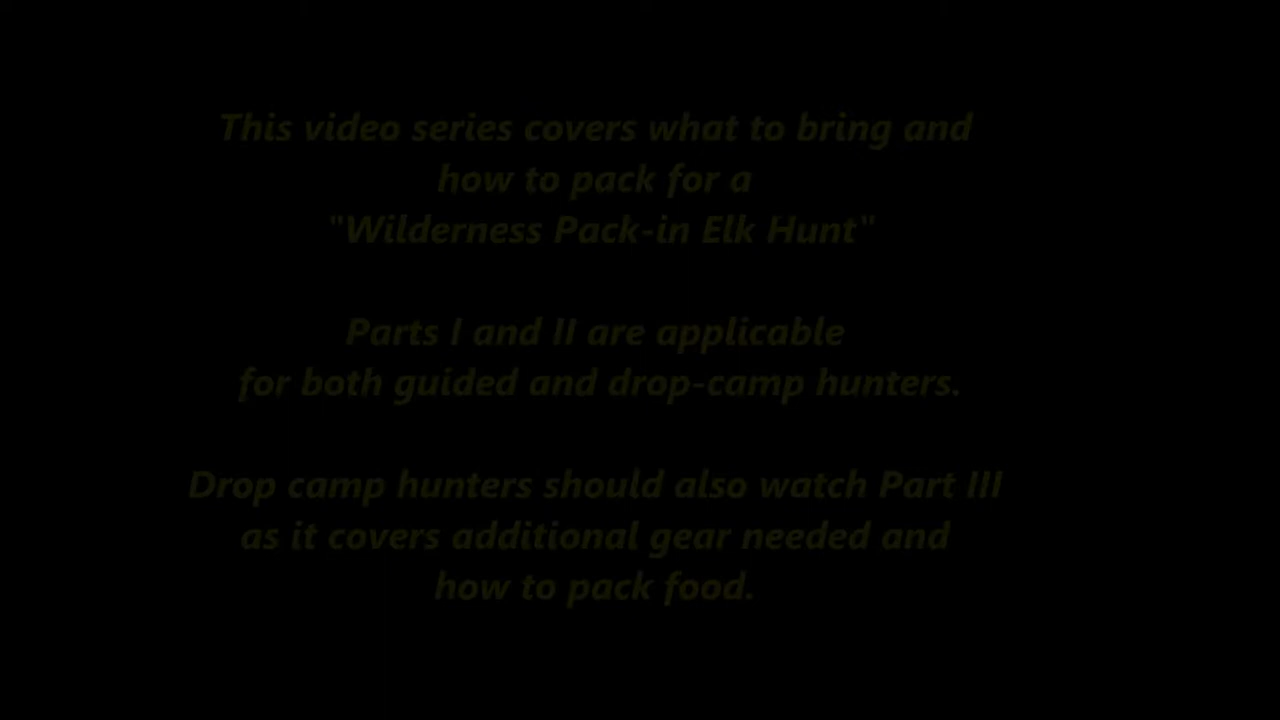 This video series covers what to bring and
how to pack for a
"Wilderness Pack-in Elk Hunt"
Parts I and II are applicable
for both guided and drop-camp hunters.
Drop camp hunters should also watch Part III
as it covers additional gear needed and
how to pack food.